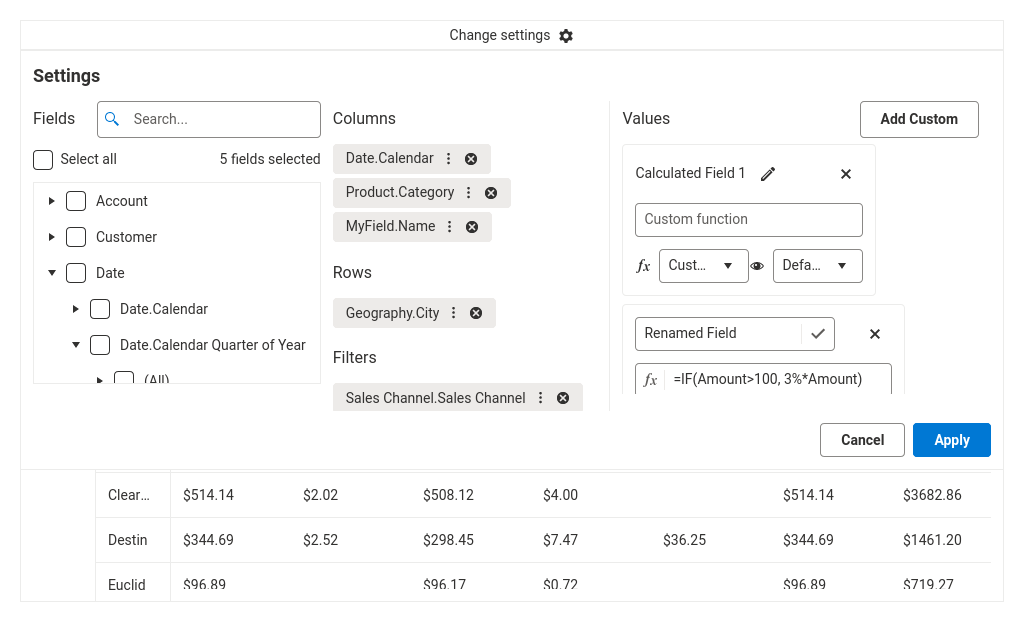 Change settings
Settings
Fields
Search...
Select all
5 fields selected
Account
Customer
Date
Date.Calendar
Date.Calendar Quarter of Year
(All)
Columns
Date.Calendar
Product.Category
MyField.Name
Rows
Geography.City
Filters
Sales Channel.Sales Channel
Values
Add Custom
Calculated Field 1
Custom function
fx Cust... Defa...
Renamed Field
fx =IF(Amount>100, 3%*Amount)
Cancel Apply
Clear... $514.14 $2.02 $508.12 $4.00 $514.14 $3682.86
Destin $344.69 $2.52 $298.45 $7.47 $36.25 $344.69 $1461.20
Euclid $96.89 $96.17 $0.72 $96.89 $719.27